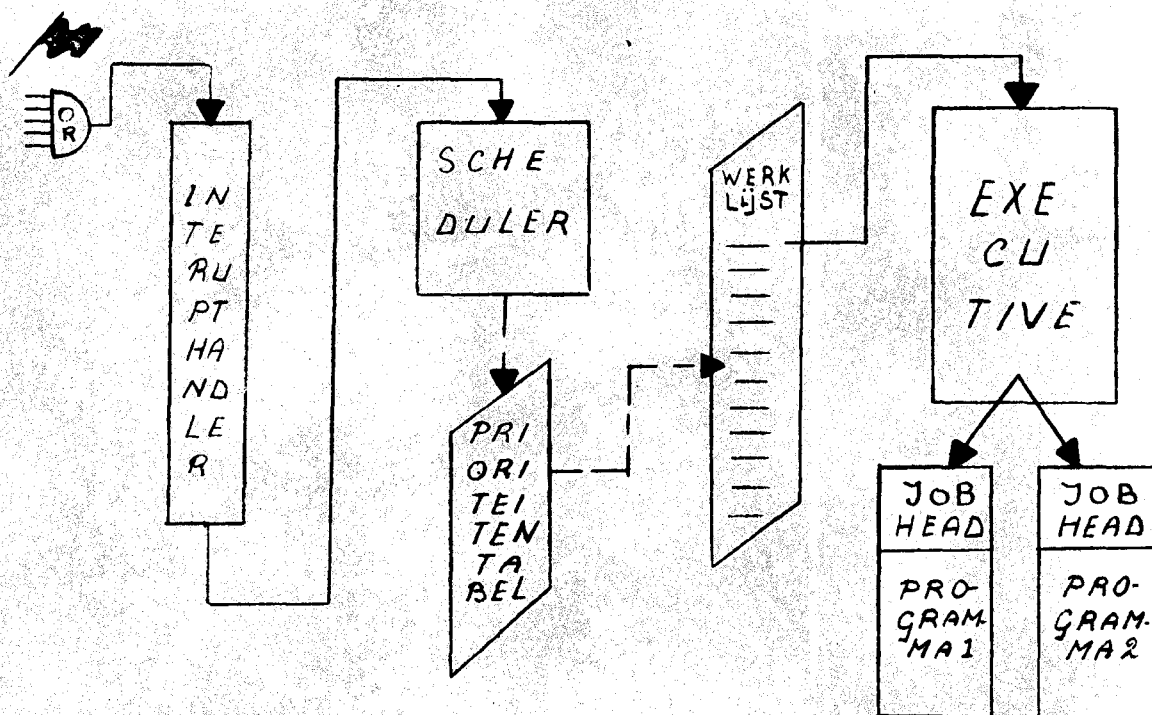 O
R
IN
TE
RU
PT
HA
ND
LE
R
SCHE
DULER
PRI
ORI
TEI
TEN
TA
BEL
WERK
LIJST
EXE
CU
TIVE
JOB
HEAD
PRO-
GRAM-
MA1
JOB
HEAD
PRO-
GRAM-
MA2